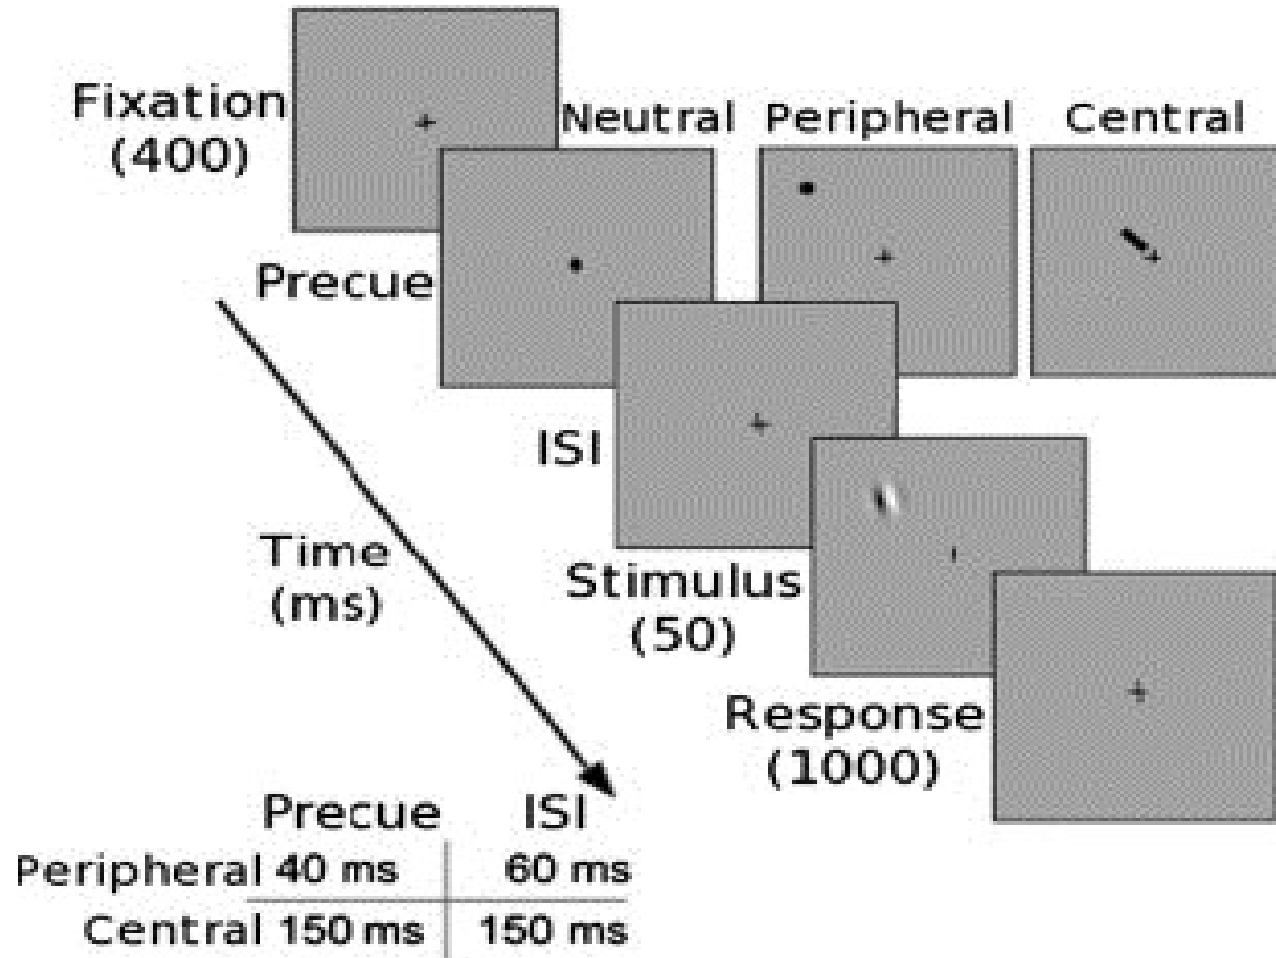 Fixation
(400)
Neutral Peripheral Central
Precue
ISI
Time
(ms)
Stimulus
(50)
Response
(1000)
Precue ISI
Peripheral 40 ms 60 ms
Central 150 ms 150 ms